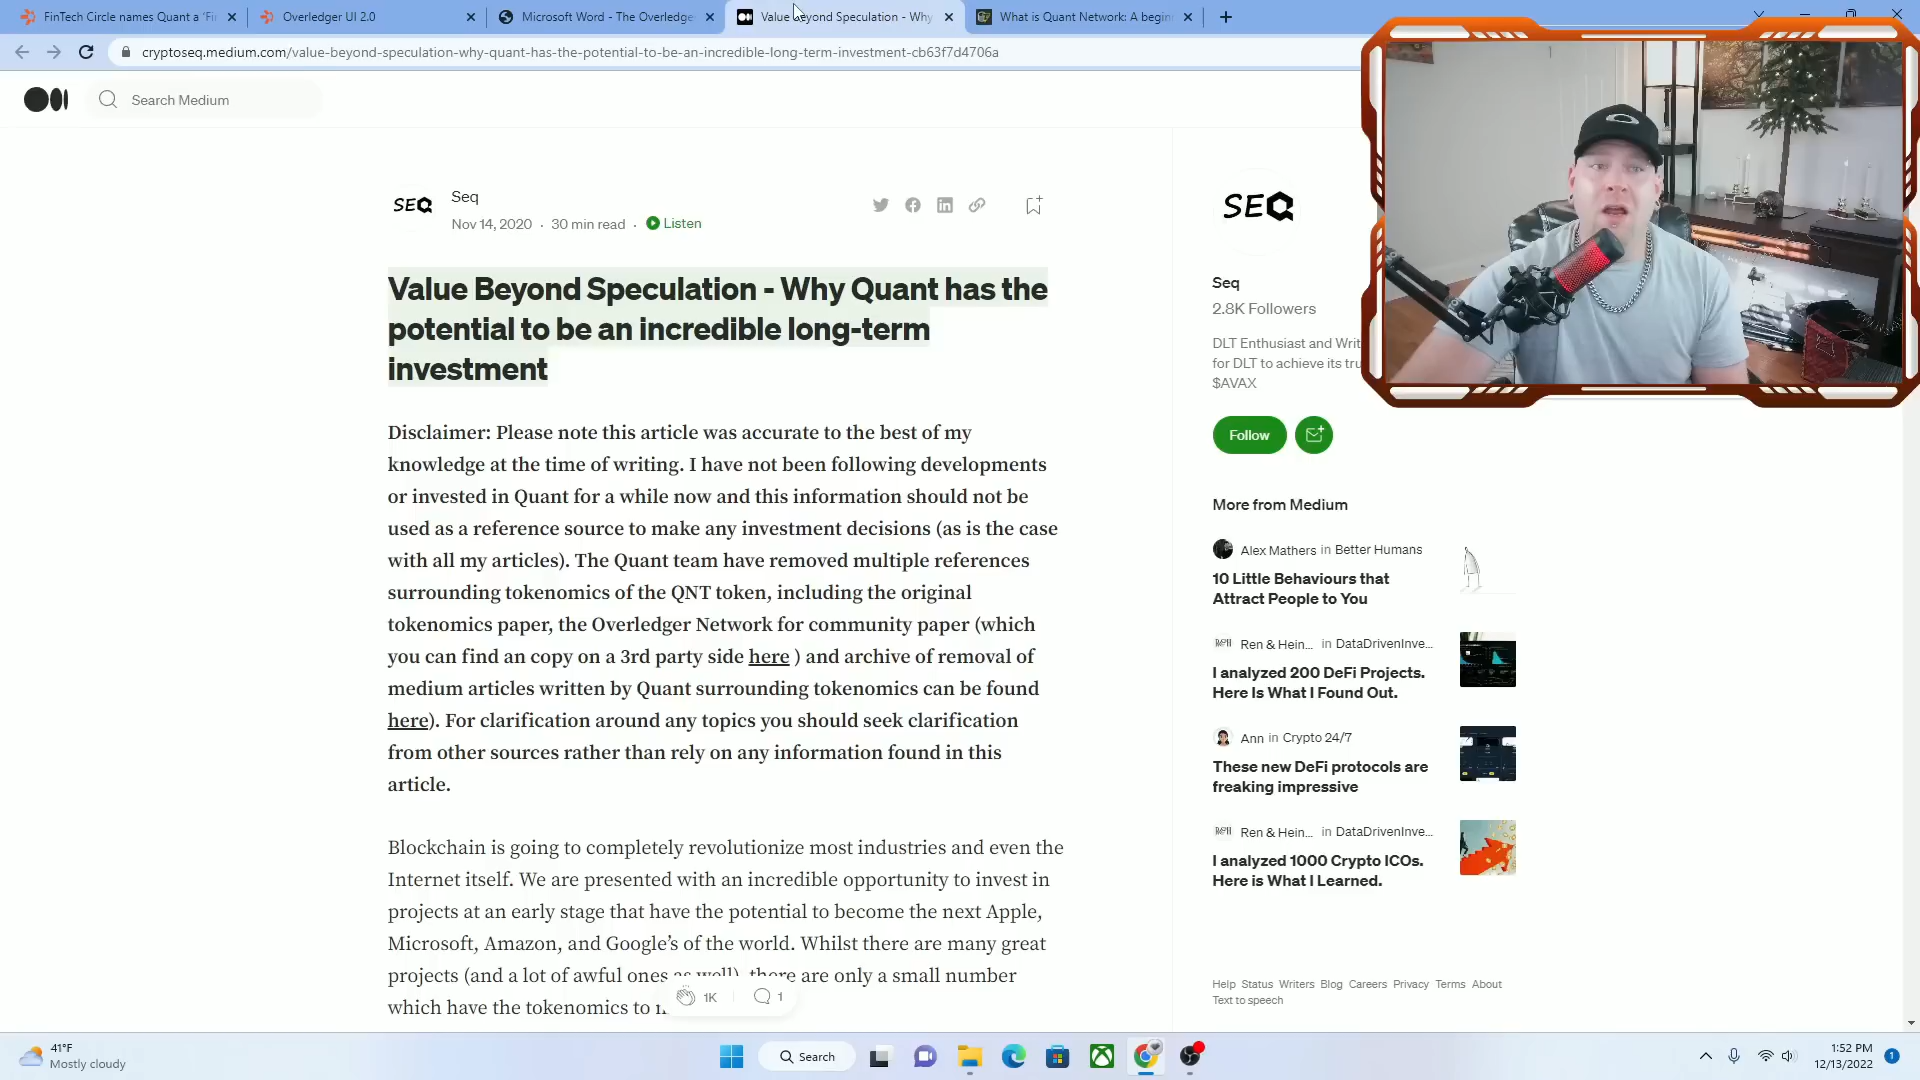 FinTech Circle names Quant a 'Fi
Overledger UI 2.0
Microsoft Word - The Overledge
Value Beyond Speculation - Why
What is Quant Network: A begin
cryptoseq.medium.com/value-beyond-speculation-why-quant-has-the-potential-to-be-an-incredible-long-term-investment-cb63f7d4706a
Search Medium
SEQ
Seq
Nov 14, 2020 · 30 min read · Listen
Value Beyond Speculation - Why Quant has the
potential to be an incredible long-term
investment
Disclaimer: Please note this article was accurate to the best of my
knowledge at the time of writing. I have not been following developments
or invested in Quant for a while now and this information should not be
used as a reference source to make any investment decisions (as is the case
with all my articles). The Quant team have removed multiple references
surrounding tokenomics of the QNT token, including the original
tokenomics paper, the Overledger Network for community paper (which
you can find an copy on a 3rd party side here ) and archive of removal of
medium articles written by Quant surrounding tokenomics can be found
here). For clarification around any topics you should seek clarification
from other sources rather than rely on any information found in this
article.
Blockchain is going to completely revolutionize most industries and even the
Internet itself. We are presented with an incredible opportunity to invest in
projects at an early stage that have the potential to become the next Apple,
Microsoft, Amazon, and Google's of the world. Whilst there are many great
projects (and a lot of awful ones as well), there are only a small number
which have the tokenomics to
1K
1
SEQ
Seq
2.8K Followers
DLT Enthusiast and Writ
for DLT to achieve its tru
$AVAX
Follow
More from Medium
Alex Mathers in Better Humans
10 Little Behaviours that
Attract People to You
Ren & Hein... in DataDrivenInve...
I analyzed 200 DeFi Projects.
Here Is What I Found Out.
Ann in Crypto 24/7
These new DeFi protocols are
freaking impressive
Ren & Hein... in DataDrivenInve...
I analyzed 1000 Crypto ICOs.
Here is What I Learned.
Help Status Writers Blog Careers Privacy Terms About
Text to speech
41°F
Mostly cloudy
Search
1:52 PM
12/13/2022
1